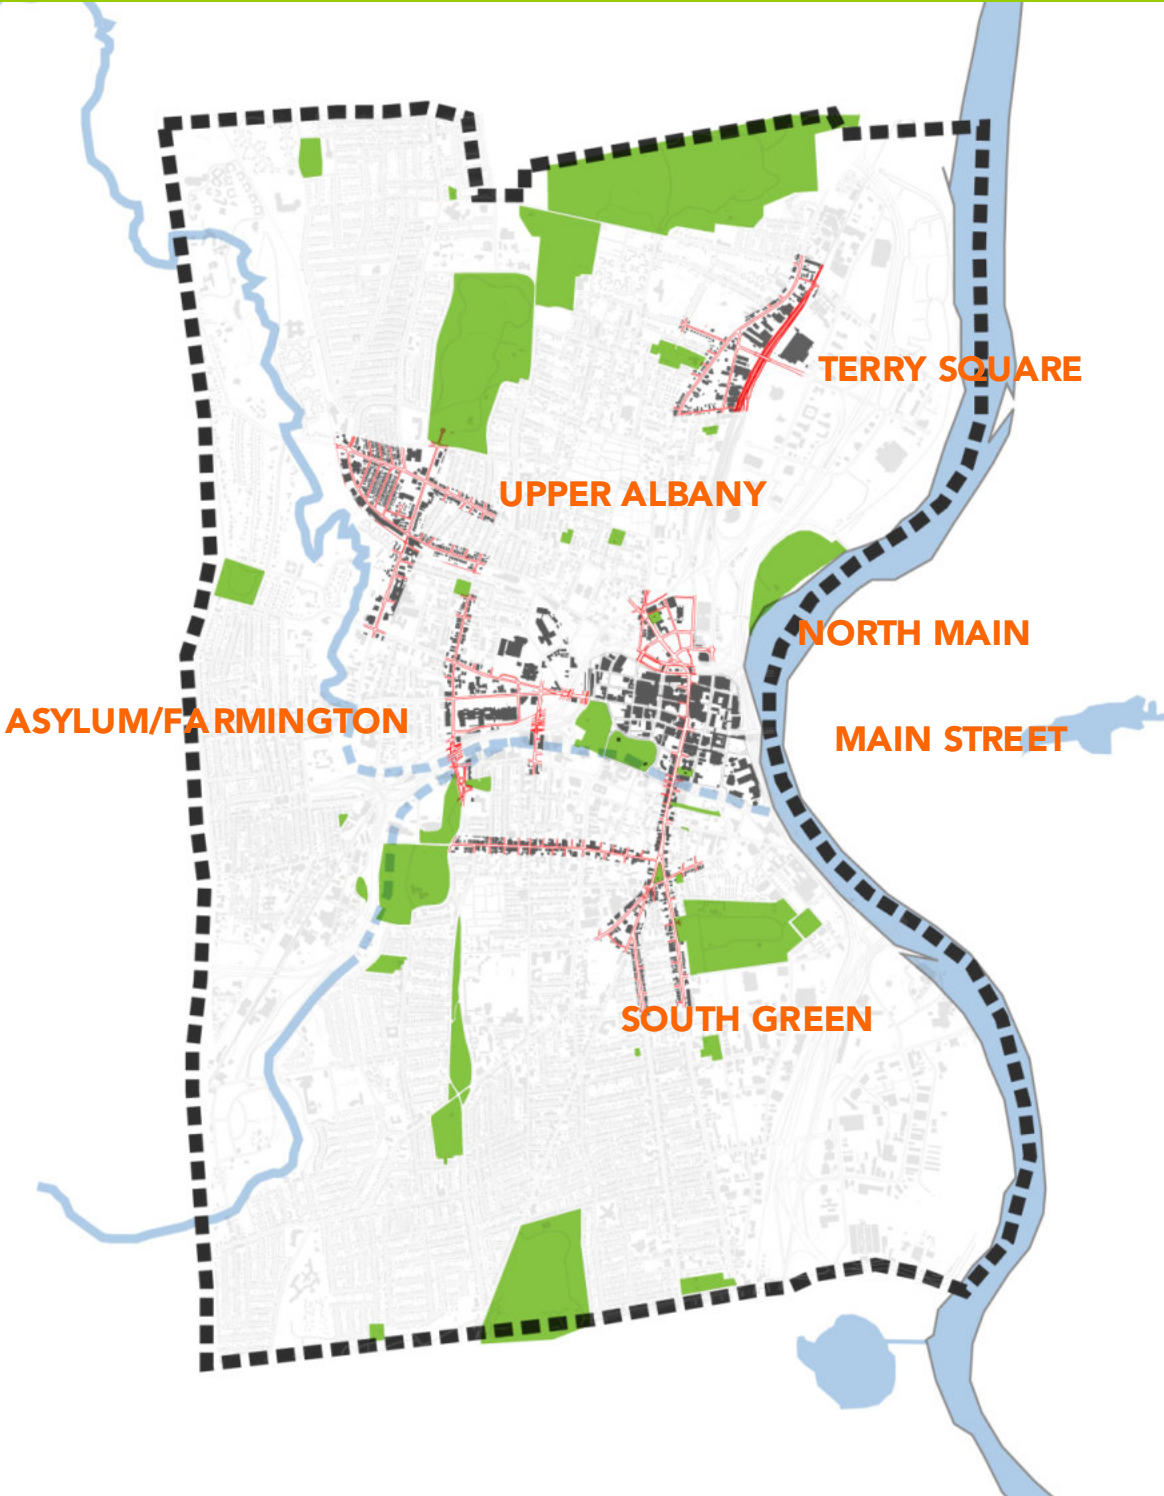 TERRY SQUARE
UPPER ALBANY
NORTH MAIN
ASYLUM/FARMINGTON
MAIN STREET
SOUTH GREEN